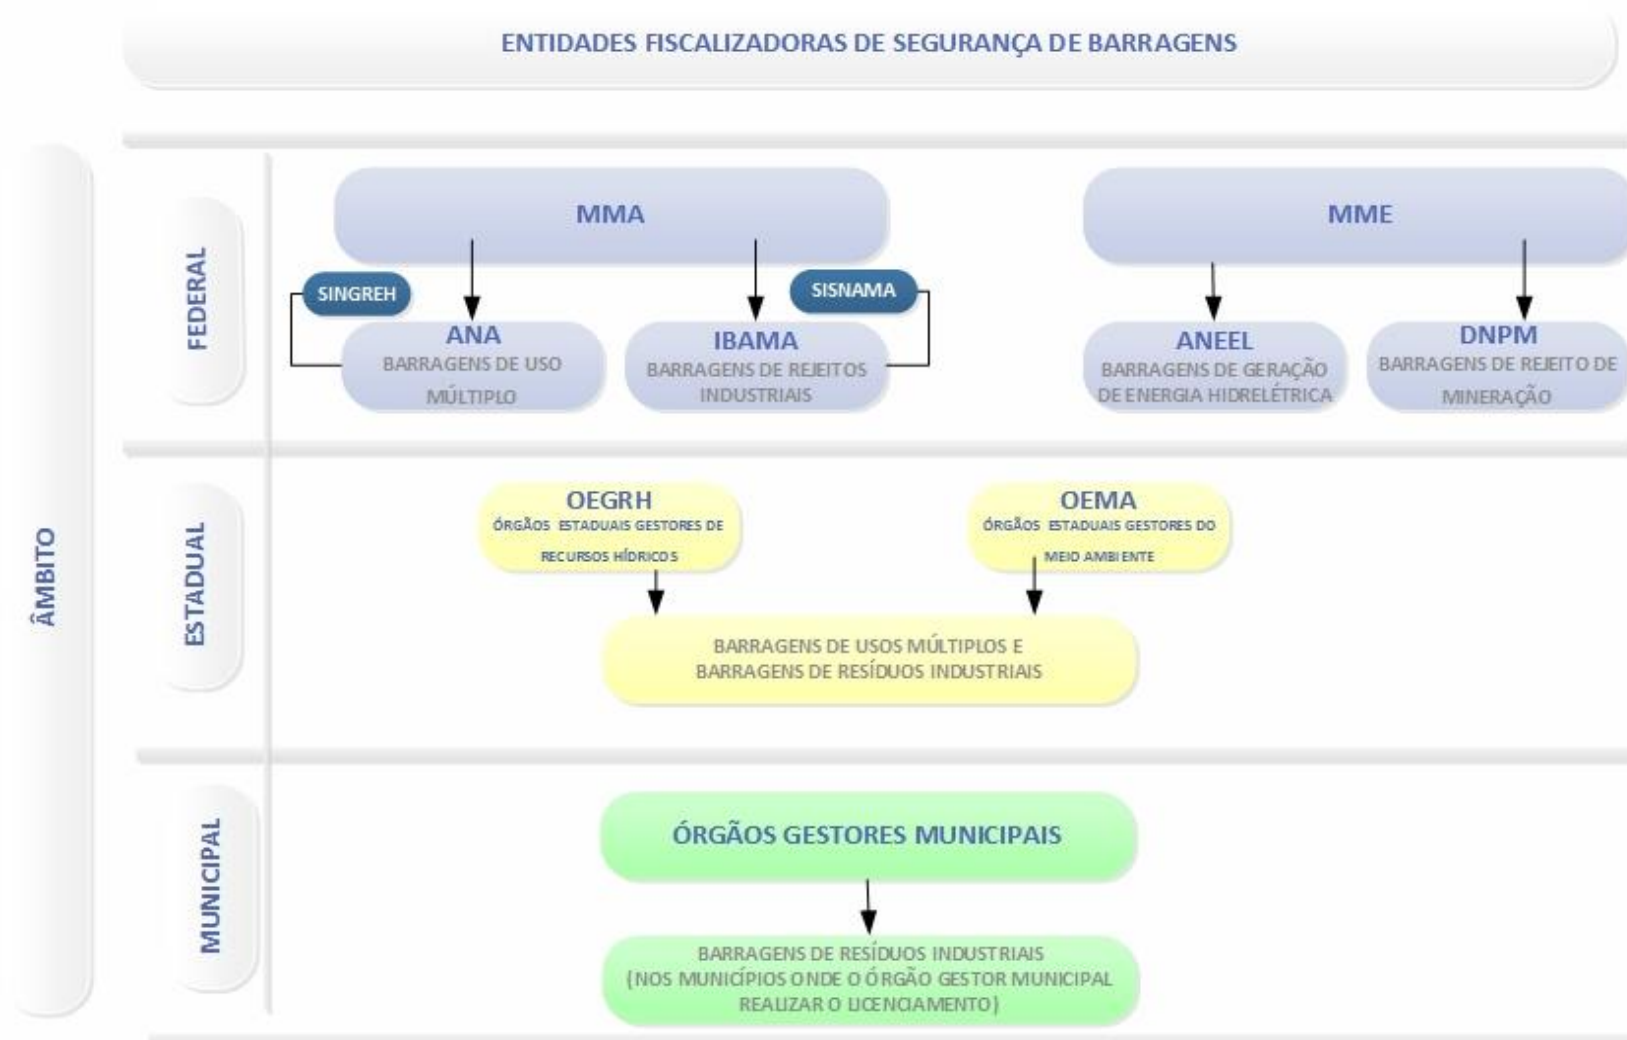 ENTIDADES FISCALIZADORAS DE SEGURANÇA DE BARRAGENS
ÂMBITO
FEDERAL
MMA
MME
SINGREH
SISNAMA
ANA
BARRAGENS DE USO
MÚLTIPLO
IBAMA
BARRAGENS DE REJEITOS
INDUSTRIAIS
ANEEL
BARRAGENS DE GERAÇÃO
DE ENERGIA HIDRELÉTRICA
DNPM
BARRAGENS DE REJEITO DE
MINERAÇÃO
ESTADUAL
OEGRH
ÓRGÃOS ESTADUAIS GESTORES DE
RECURSOS HÍDRICOS
OEMA
ÓRGÃOS ESTADUAIS GESTORES DO
MEIO AMBIENTE
BARRAGENS DE USOS MÚLTIPLOS E
BARRAGENS DE RESÍDUOS INDUSTRIAIS
MUNICIPAL
ÓRGÃOS GESTORES MUNICIPAIS
BARRAGENS DE RESÍDUOS INDUSTRIAIS
(NOS MUNICÍPIOS ONDE O ÓRGÃO GESTOR MUNICIPAL
REALIZAR O LICENCIAMENTO)